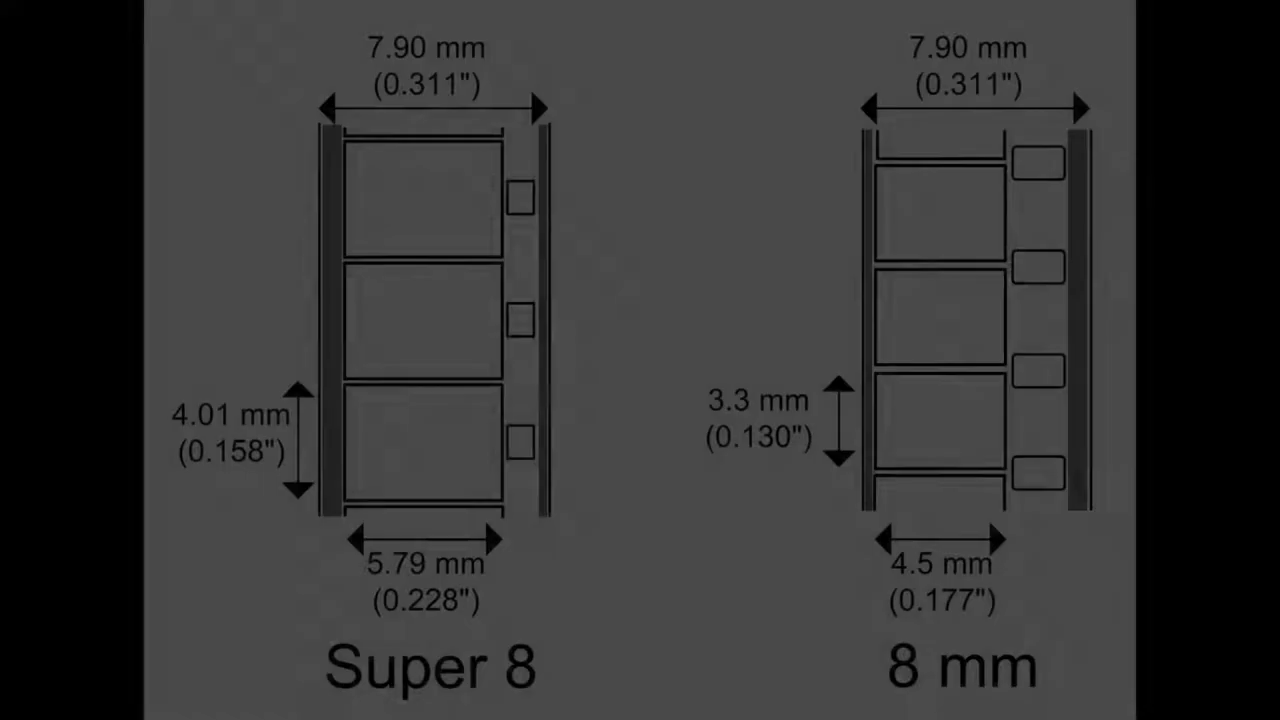 7.90 mm
(0.311")
4.01 mm
(0.158")
5.79 mm
(0.228")
Super 8
7.90 mm
(0.311")
3.3 mm
(0.130")
4.5 mm
(0.177")
8 mm